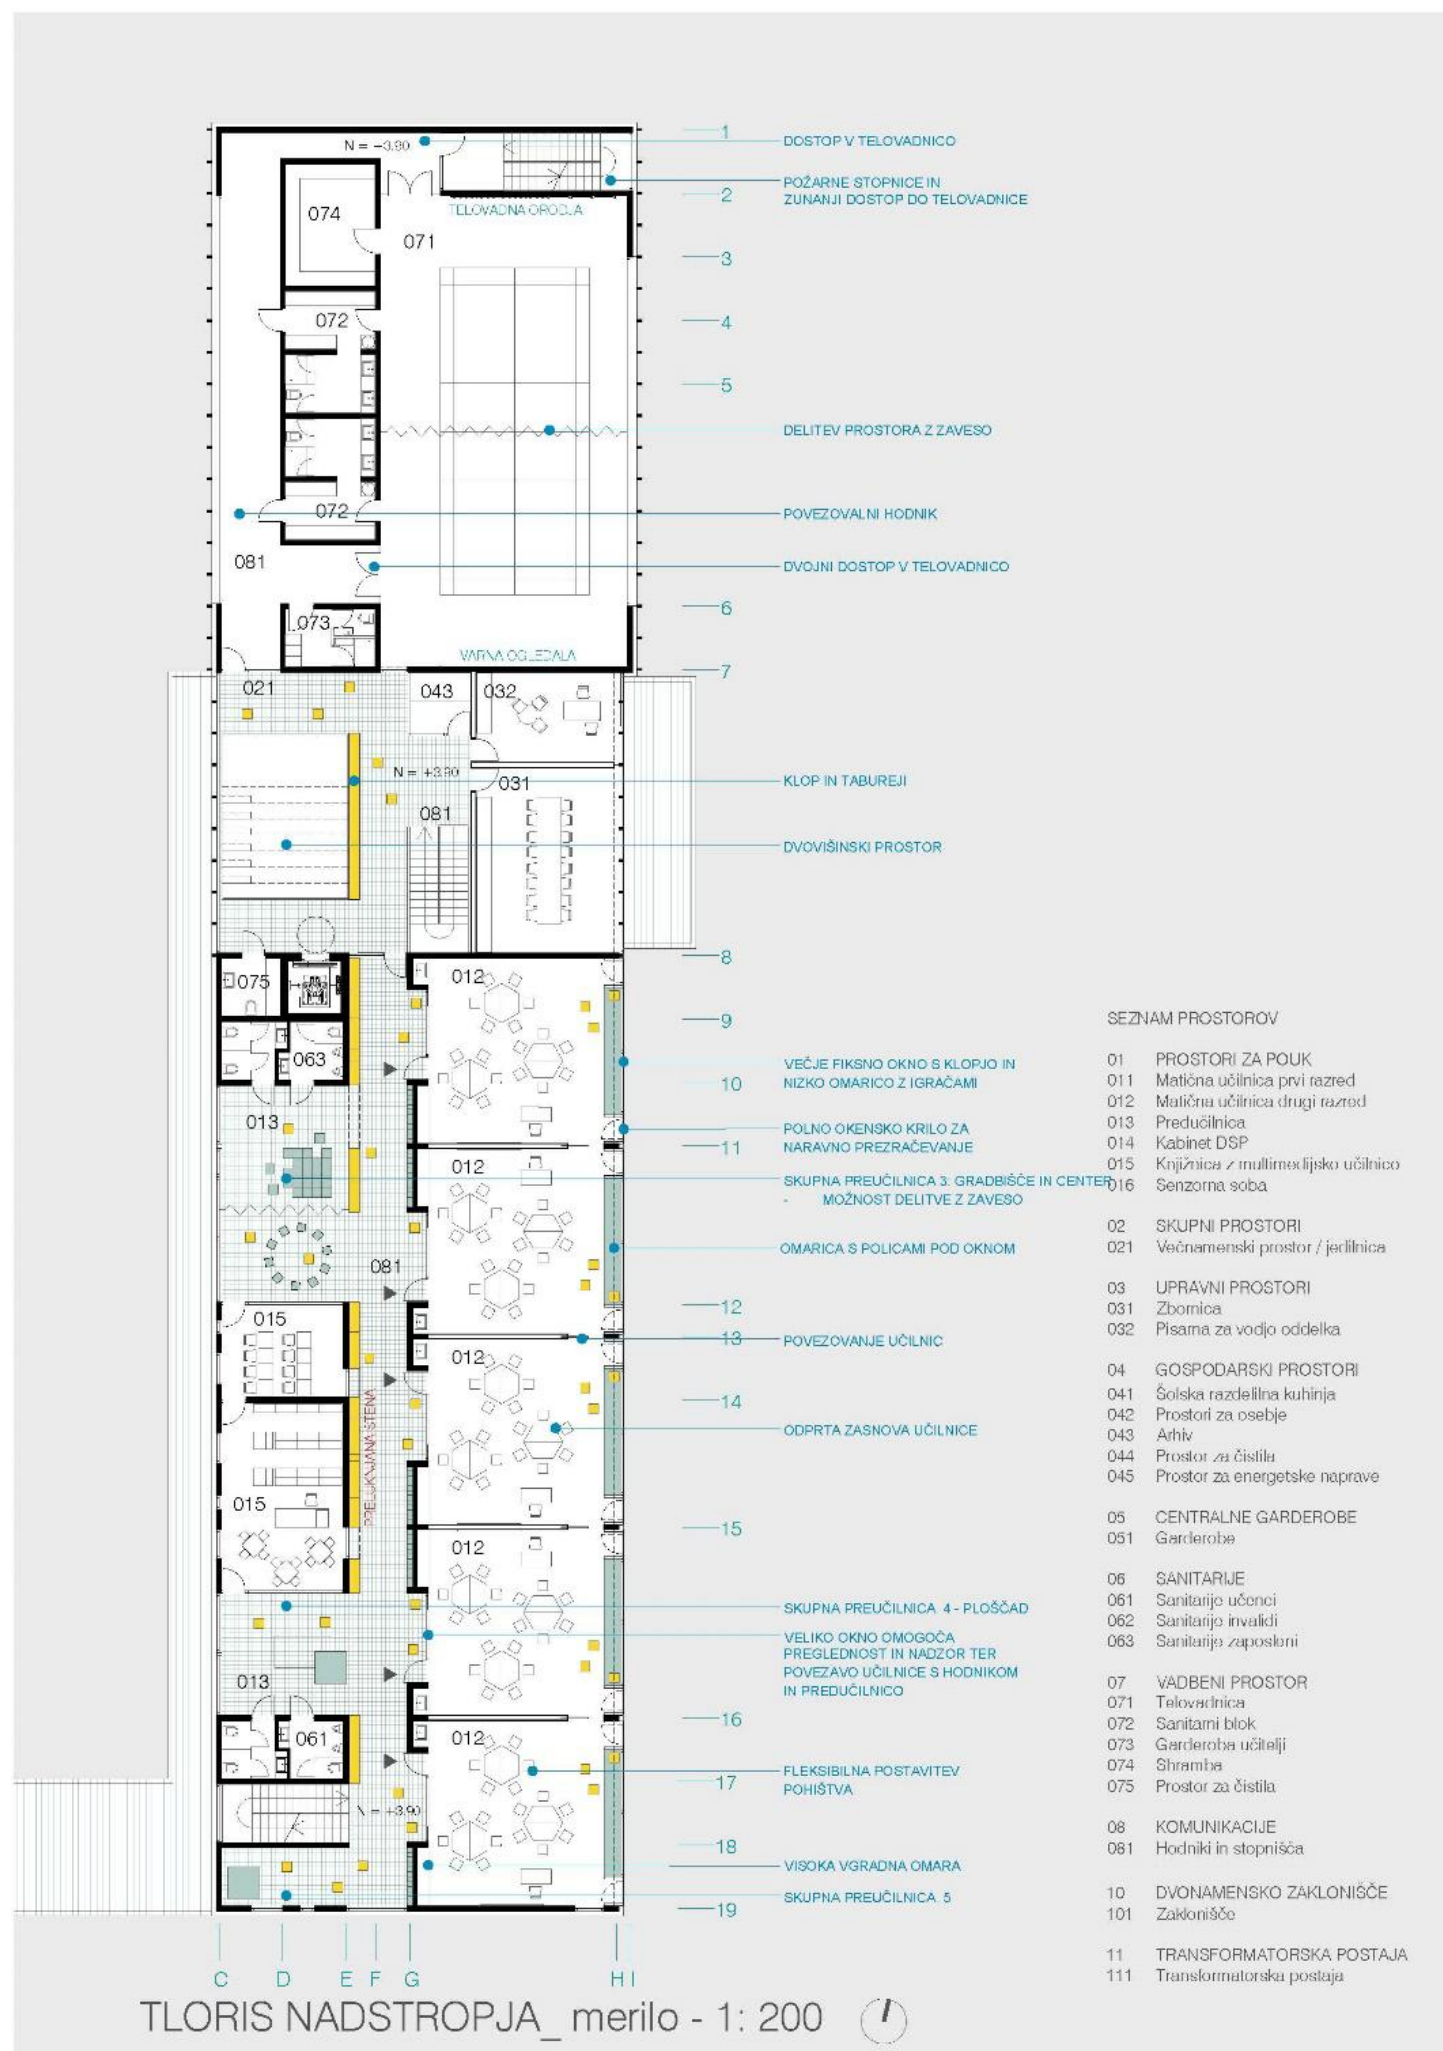 N = +3.90
074
TELOVADNA ORODJA
071
072
072
081
073
VARNA OGLEDALA
021
043
032
N = +3.90
031
081
075
012
063
013
012
081
015
012
PRELUKNJANA STENA
015
012
013
012
061
N = +3.90
1
2
3
4
5
6
7
8
9
10
11
12
13
14
15
16
17
18
19
DOSTOP V TELOVADNICO
POŽARNE STOPNICE IN
ZUNANJI DOSTOP DO TELOVADNICE
DELITEV PROSTORA Z ZAVESO
POVEZOVALNI HODNIK
DVOJNI DOSTOP V TELOVADNICO
KLOP IN TABUREJI
DVOVIŠINSKI PROSTOR
VEČJE FIKSNO OKNO S KLOPJO IN
NIZKO OMARICO Z IGRAČAMI
POLNO OKENSKO KRILO ZA
NARAVNO PREZRAČEVANJE
SKUPNA PREUČILNICA 3: GRADBIŠČE IN CENTER
- MOŽNOST DELITVE Z ZAVESO
OMARICA S POLICAMI POD OKNOM
POVEZOVANJE UČILNIC
ODPRTA ZASNOVA UČILNICE
SKUPNA PREUČILNICA 4 - PLOŠČAD
VELIKO OKNO OMOGOČA
PREGLEDNOST IN NADZOR TER
POVEZAVO UČILNICE S HODNIKOM
IN PREDUČILNICO
FLEKSIBILNA POSTAVITEV
POHIŠTVA
VISOKA VGRADNA OMARA
SKUPNA PREUČILNICA 5
SEZNAM PROSTOROV
01 PROSTORI ZA POUK
011 Matična učilnica prvi razred
012 Matična učilnica drugi razred
013 Predučilnica
014 Kabinet DSP
015 Knjižnica z multimedijsko učilnico
016 Senzorna soba
02 SKUPNI PROSTORI
021 Večnamenski prostor / jedilnica
03 UPRAVNI PROSTORI
031 Zbornica
032 Pisarna za vodjo oddelka
04 GOSPODARSKI PROSTORI
041 Šolska razdelilna kuhinja
042 Prostori za osebje
043 Arhiv
044 Prostor za čistila
045 Prostor za energetske naprave
05 CENTRALNE GARDEROBE
051 Garderobe
06 SANITARIJE
061 Sanitarije učenci
062 Sanitarije invalidi
063 Sanitarije zaposleni
07 VADBENI PROSTOR
071 Telovadnica
072 Sanitarni blok
073 Garderoba učitelji
074 Shramba
075 Prostor za čistila
08 KOMUNIKACIJE
081 Hodniki in stopnišča
10 DVONAMENSKO ZAKLONIŠČE
101 Zaklonišče
11 TRANSFORMATORSKA POSTAJA
111 Transformatorska postaja
C D E F G H I
TLORIS NADSTROPJA_ merilo - 1: 200